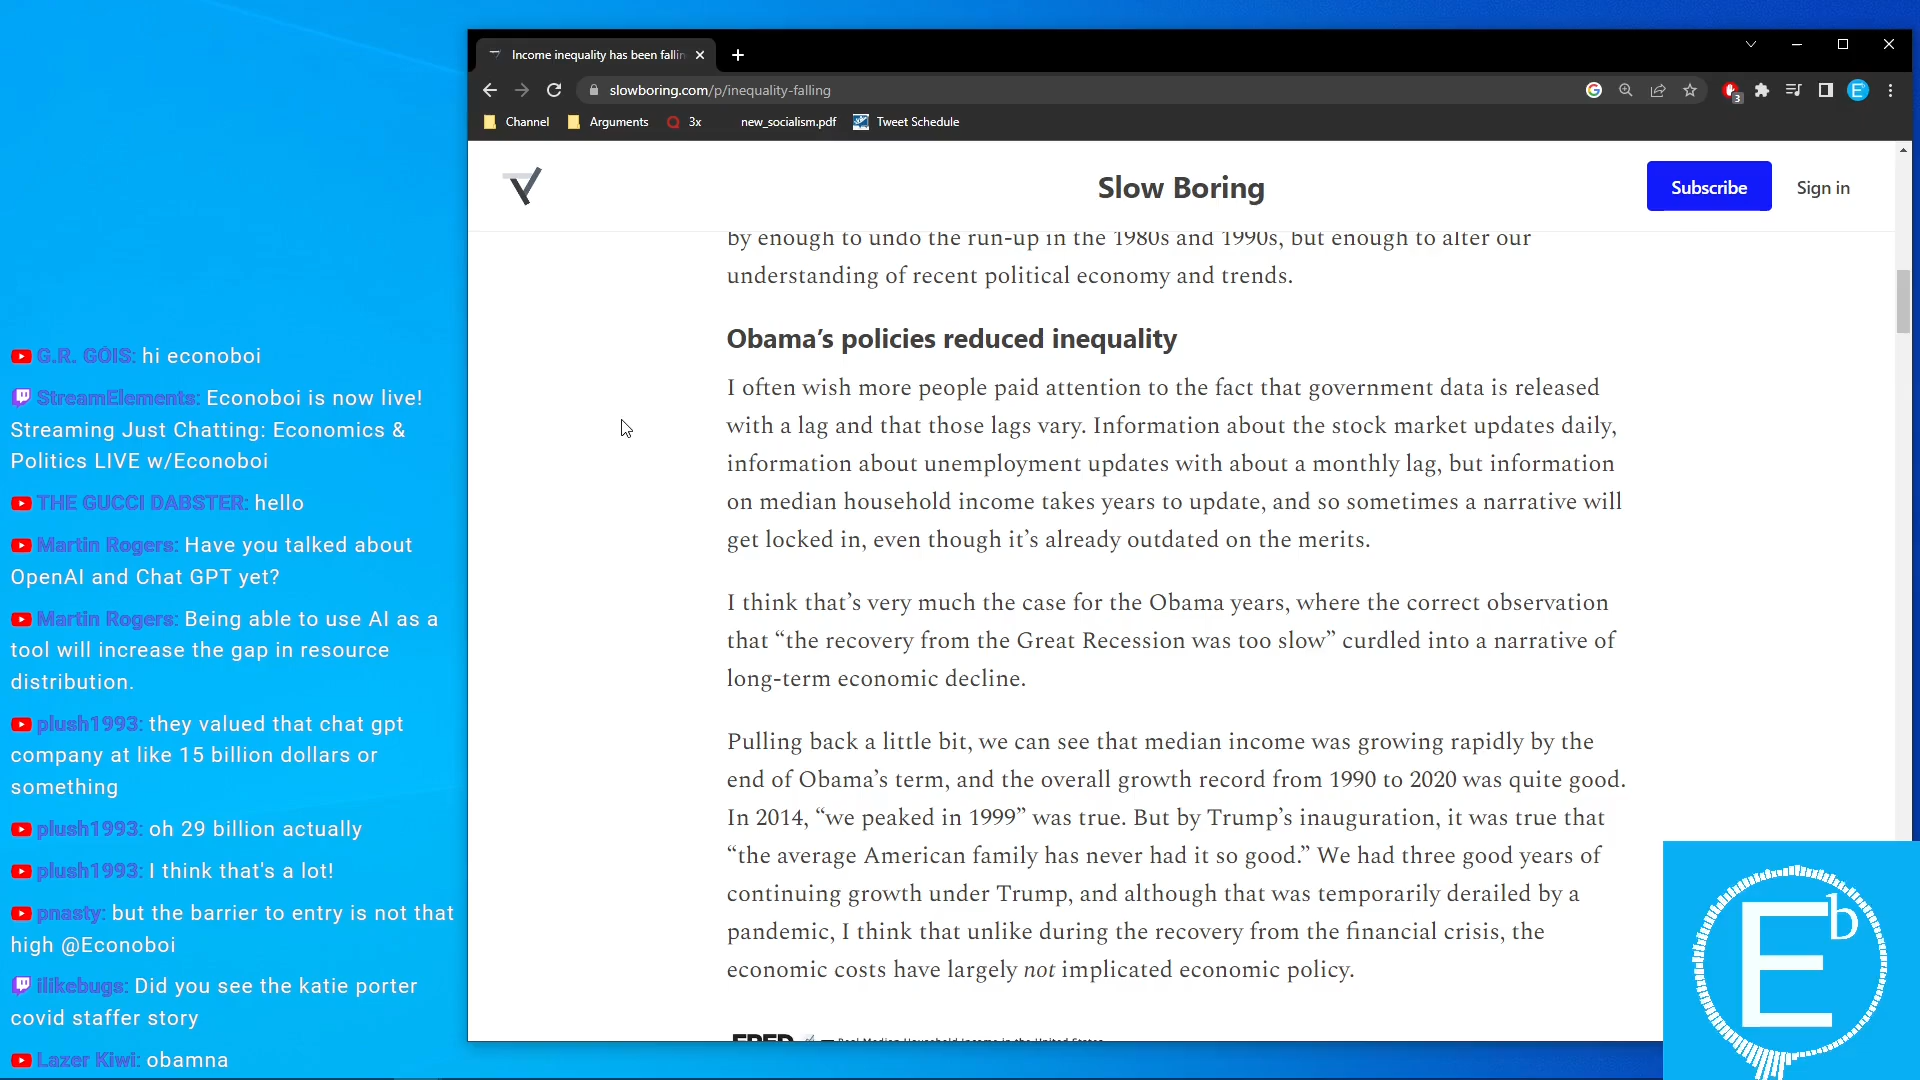 Income inequality has been fallin
slowboring.com/p/inequality-falling
3
E
Channel
Arguments
3x
new_socialism.pdf
Tweet Schedule
Slow Boring
Subscribe
Sign in
by enough to undo the run-up in the 1980s and 1990s, but enough to alter our
understanding of recent political economy and trends.
Obama’s policies reduced inequality
I often wish more people paid attention to the fact that government data is released
with a lag and that those lags vary. Information about the stock market updates daily,
information about unemployment updates with about a monthly lag, but information
on median household income takes years to update, and so sometimes a narrative will
get locked in, even though it’s already outdated on the merits.
I think that’s very much the case for the Obama years, where the correct observation
that “the recovery from the Great Recession was too slow” curdled into a narrative of
long-term economic decline.
Pulling back a little bit, we can see that median income was growing rapidly by the
end of Obama’s term, and the overall growth record from 1990 to 2020 was quite good.
In 2014, “we peaked in 1999” was true. But by Trump’s inauguration, it was true that
“the average American family has never had it so good.” We had three good years of
continuing growth under Trump, and although that was temporarily derailed by a
pandemic, I think that unlike during the recovery from the financial crisis, the
economic costs have largely not implicated economic policy.
FRED Real Median Household Income in the United States
G.R. GÓIS: hi econoboi
StreamElements: Econoboi is now live!
Streaming Just Chatting: Economics &
Politics LIVE w/Econoboi
THE GUCCI DABSTER: hello
Martin Rogers: Have you talked about
OpenAI and Chat GPT yet?
Martin Rogers: Being able to use AI as a
tool will increase the gap in resource
distribution.
plush1993: they valued that chat gpt
company at like 15 billion dollars or
something
plush1993: oh 29 billion actually
plush1993: I think that's a lot!
pnasty: but the barrier to entry is not that
high @Econoboi
ilikebugs: Did you see the katie porter
covid staffer story
Lazer Kiwi: obamna
Eb